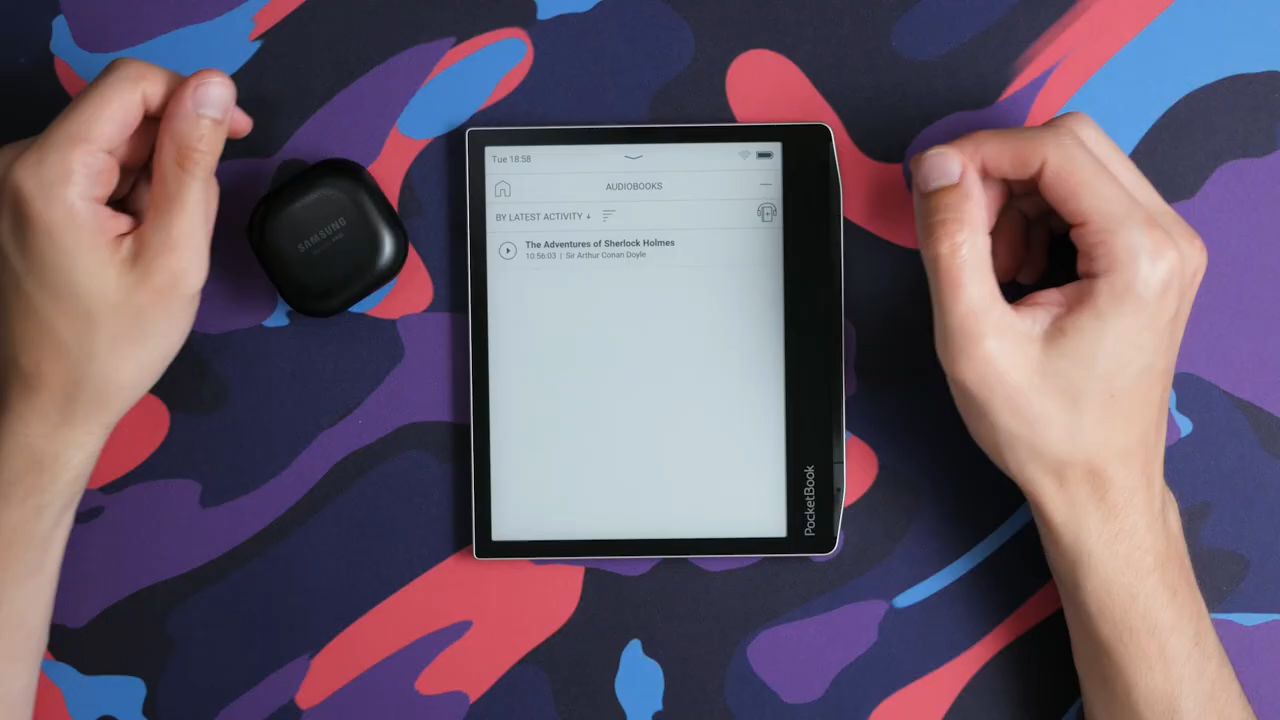 SAMSUNG
Tue 18:58
AUDIOBOOKS
BY LATEST ACTIVITY ↓
The Adventures of Sherlock Holmes
10:56:03 | Sir Arthur Conan Doyle
PocketBook